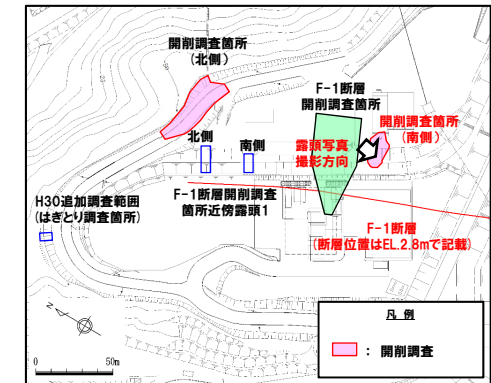 開削調査箇所
(北側)
F-1断層
開削調査箇所
開削調査箇所
(南側)
北側
南側
露頭写真
撮影方向
H30追加調査範囲
(はぎとり調査箇所)
F-1断層開削調査
箇所近傍露頭1
F-1断層
(断層位置はEL.2.8mで記載)
N
0
50m
凡 例
: 開削調査